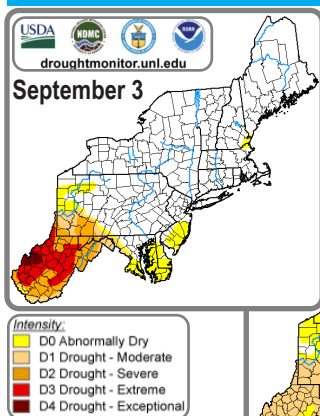 USDA
NDMC
droughtmonitor.unl.edu
September 3
Intensity:
D0 Abnormally Dry
D1 Drought - Moderate
D2 Drought - Severe
D3 Drought - Extreme
D4 Drought - Exceptional